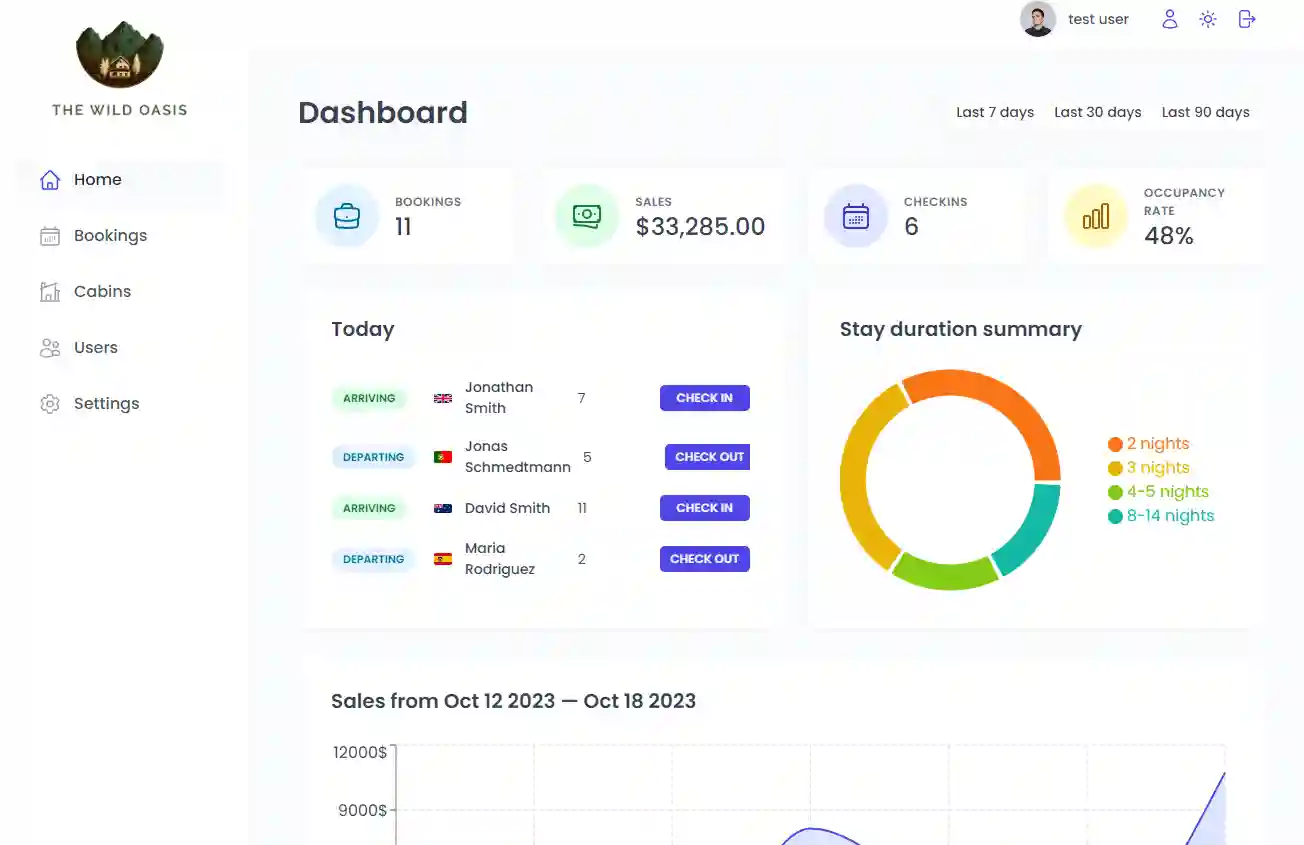 test user
THE WILD OASIS
Dashboard
Last 7 days Last 30 days Last 90 days
Home
Bookings
Cabins
Users
Settings
BOOKINGS
11
SALES
$33,285.00
CHECKINS
6
OCCUPANCY
RATE
48%
Today
ARRIVING Jonathan
Smith 7 CHECK IN
DEPARTING Jonas
Schmedtmann 5 CHECK OUT
ARRIVING David Smith 11 CHECK IN
DEPARTING Maria
Rodriguez 2 CHECK OUT
Stay duration summary
2 nights
3 nights
4-5 nights
8-14 nights
Sales from Oct 12 2023 — Oct 18 2023
12000$
9000$